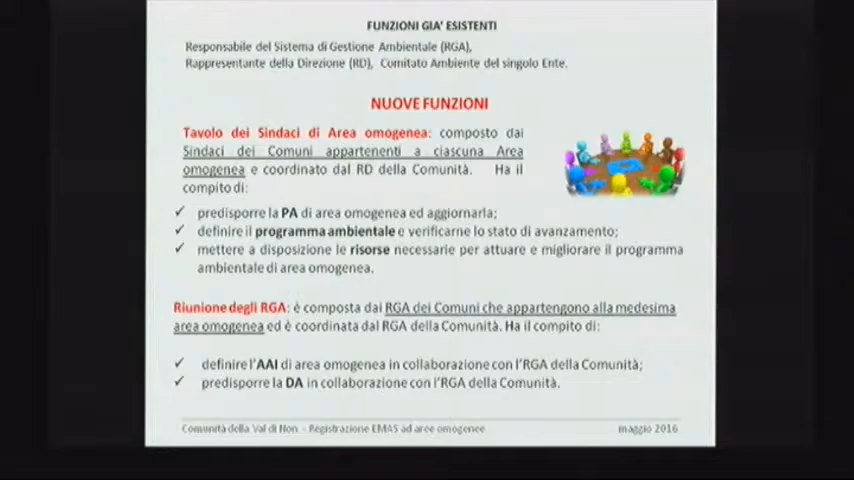 FUNZIONI GIA' ESISTENTI
Responsabile del Sistema di Gestione Ambientale (RGA),
Rappresentante della Direzione (RD), Comitato Ambiente del singolo Ente.
NUOVE FUNZIONI
Tavolo dei Sindaci di Area omogenea: composto dai
Sindaci dei Comuni appartenenti a ciascuna Area
omogenea e coordinato dal RD della Comunità. Ha il
compito di:
✓ predisporre la PA di area omogenea ed aggiornarla;
✓ definire il programma ambientale e verificarne lo stato di avanzamento;
✓ mettere a disposizione le risorse necessarie per attuare e migliorare il programma
ambientale di area omogenea.
Riunione degli RGA: è composta dai RGA dei Comuni che appartengono alla medesima
area omogenea ed è coordinata dal RGA della Comunità. Ha il compito di:
✓ definire l'AAI di area omogenea in collaborazione con l'RGA della Comunità;
✓ predisporre la DA in collaborazione con l'RGA della Comunità.
Comunità della Val di Non – Registrazione EMAS ad aree omogenee
maggio 2016